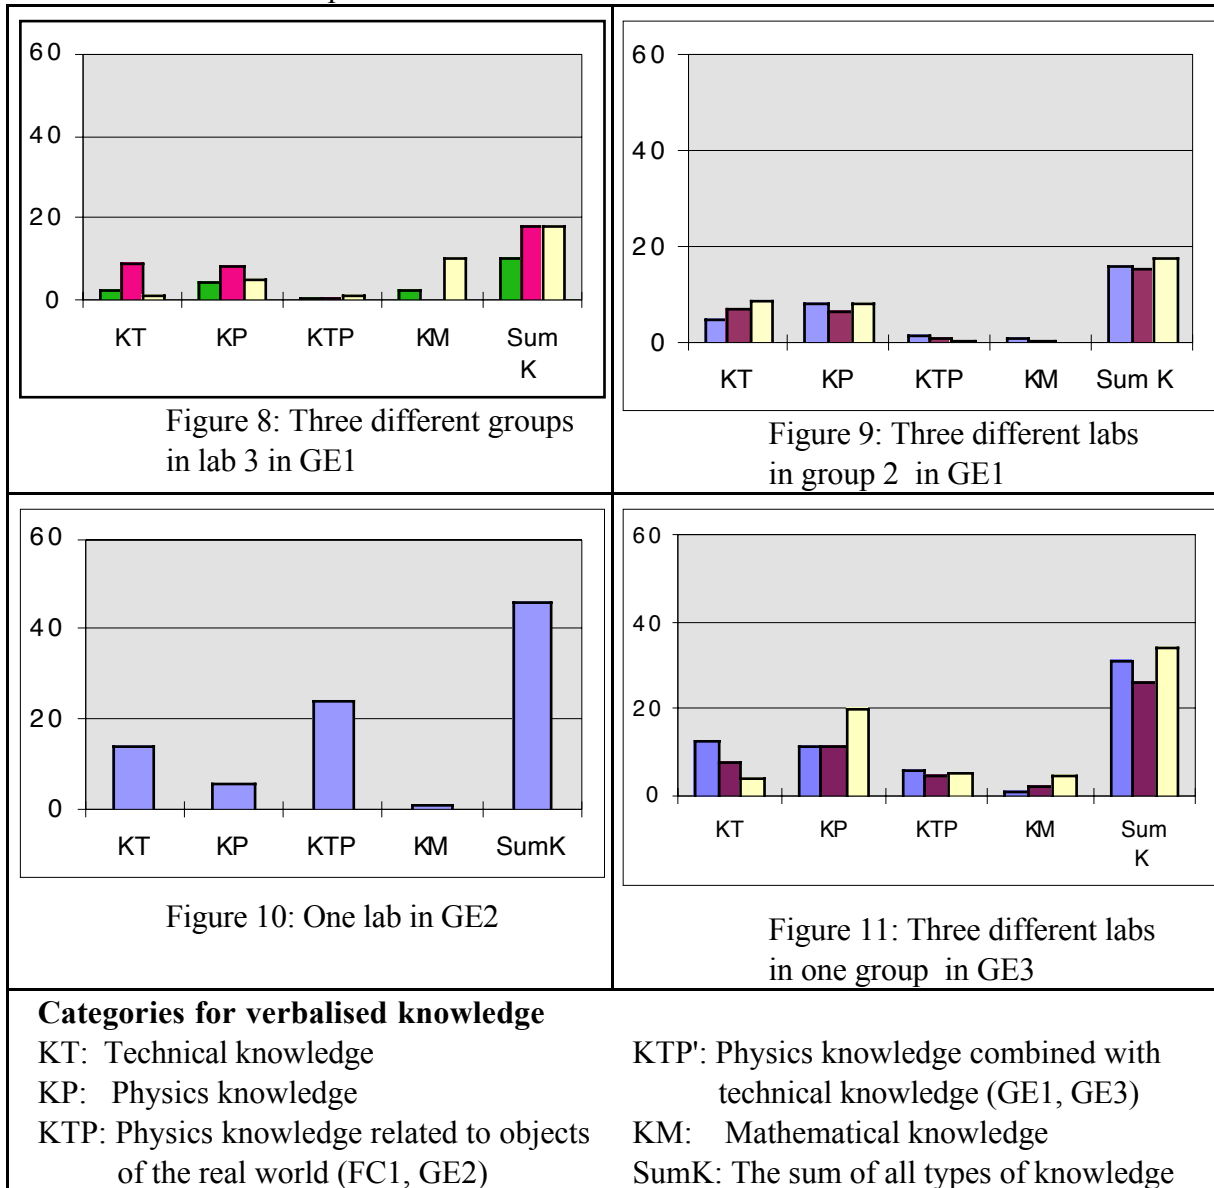 60
40
20
0
KT KP KTP KM Sum
K
Figure 8: Three different groups
in lab 3 in GE1
60
40
20
0
KT KP KTP KM Sum K
Figure 9: Three different labs
in group 2 in GE1
60
40
20
0
KT KP KTP KM SumK
Figure 10: One lab in GE2
60
40
20
0
KT KP KTP KM Sum
K
Figure 11: Three different labs
in one group in GE3
Categories for verbalised knowledge
KT: Technical knowledge
KP: Physics knowledge
KTP: Physics knowledge related to objects
of the real world (FC1, GE2)
KTP': Physics knowledge combined with
technical knowledge (GE1, GE3)
KM: Mathematical knowledge
SumK: The sum of all types of knowledge